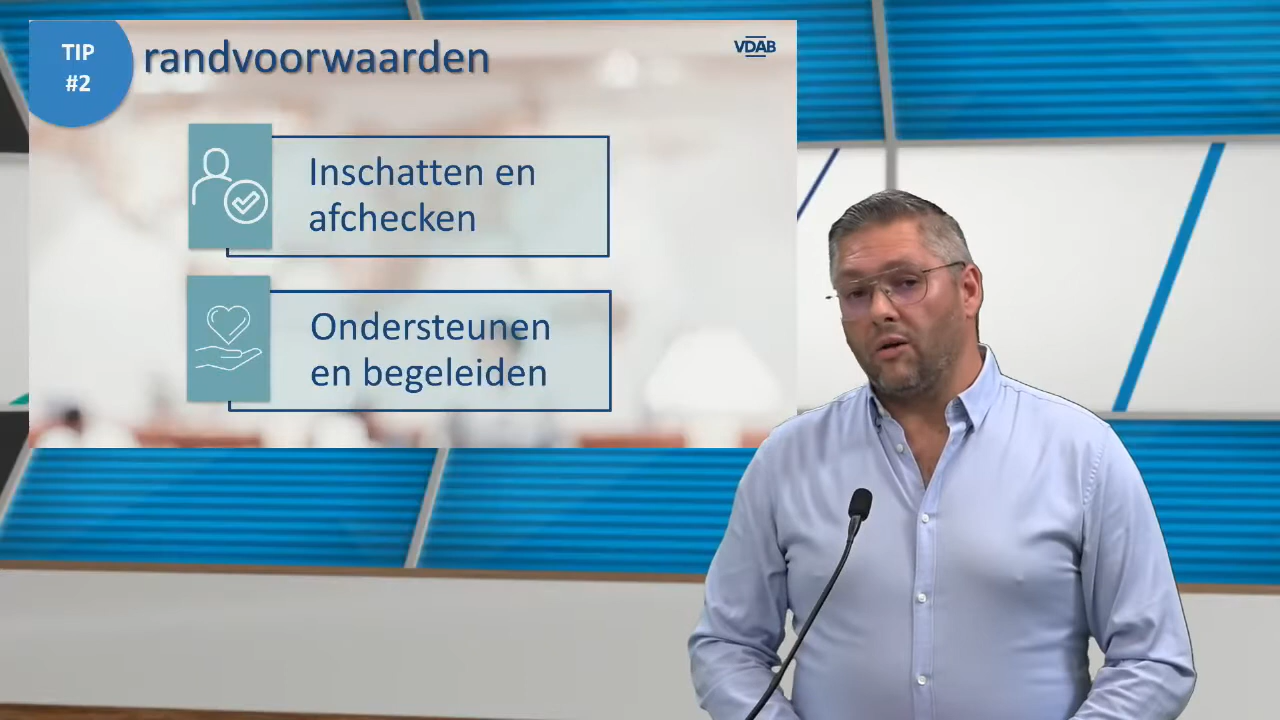 TIP
#2
randvoorwaarden
VDAB
Inschatten en
afchecken
Ondersteunen
en begeleiden